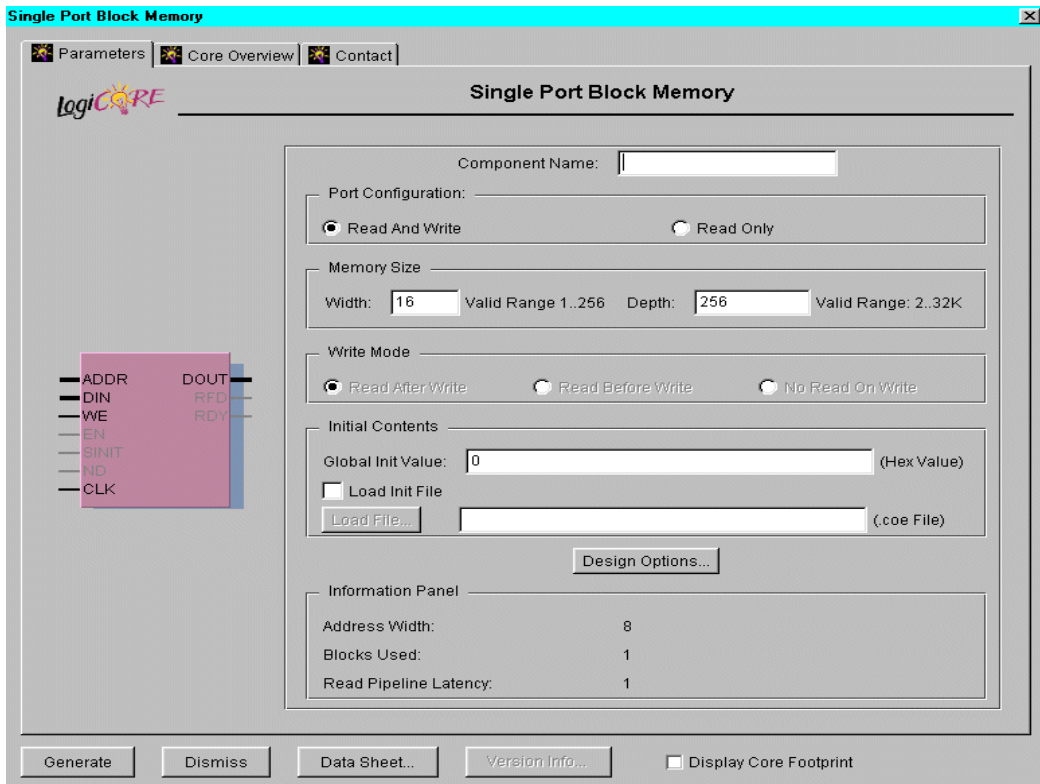 Single Port Block Memory
Parameters Core Overview Contact
LogiCORE
Single Port Block Memory
Component Name:
Port Configuration:
Read And Write Read Only
Memory Size
Width: 16 Valid Range 1..256 Depth: 256 Valid Range: 2..32K
Write Mode
Read After Write Read Before Write No Read On Write
ADDR DOUT
DIN RFD
WE RDY
EN
SINIT
ND
CLK
Initial Contents
Global Init Value: 0 (Hex Value)
Load Init File
Load File... (.coe File)
Design Options...
Information Panel
Address Width: 8
Blocks Used: 1
Read Pipeline Latency: 1
Generate Dismiss Data Sheet... Version Info... Display Core Footprint